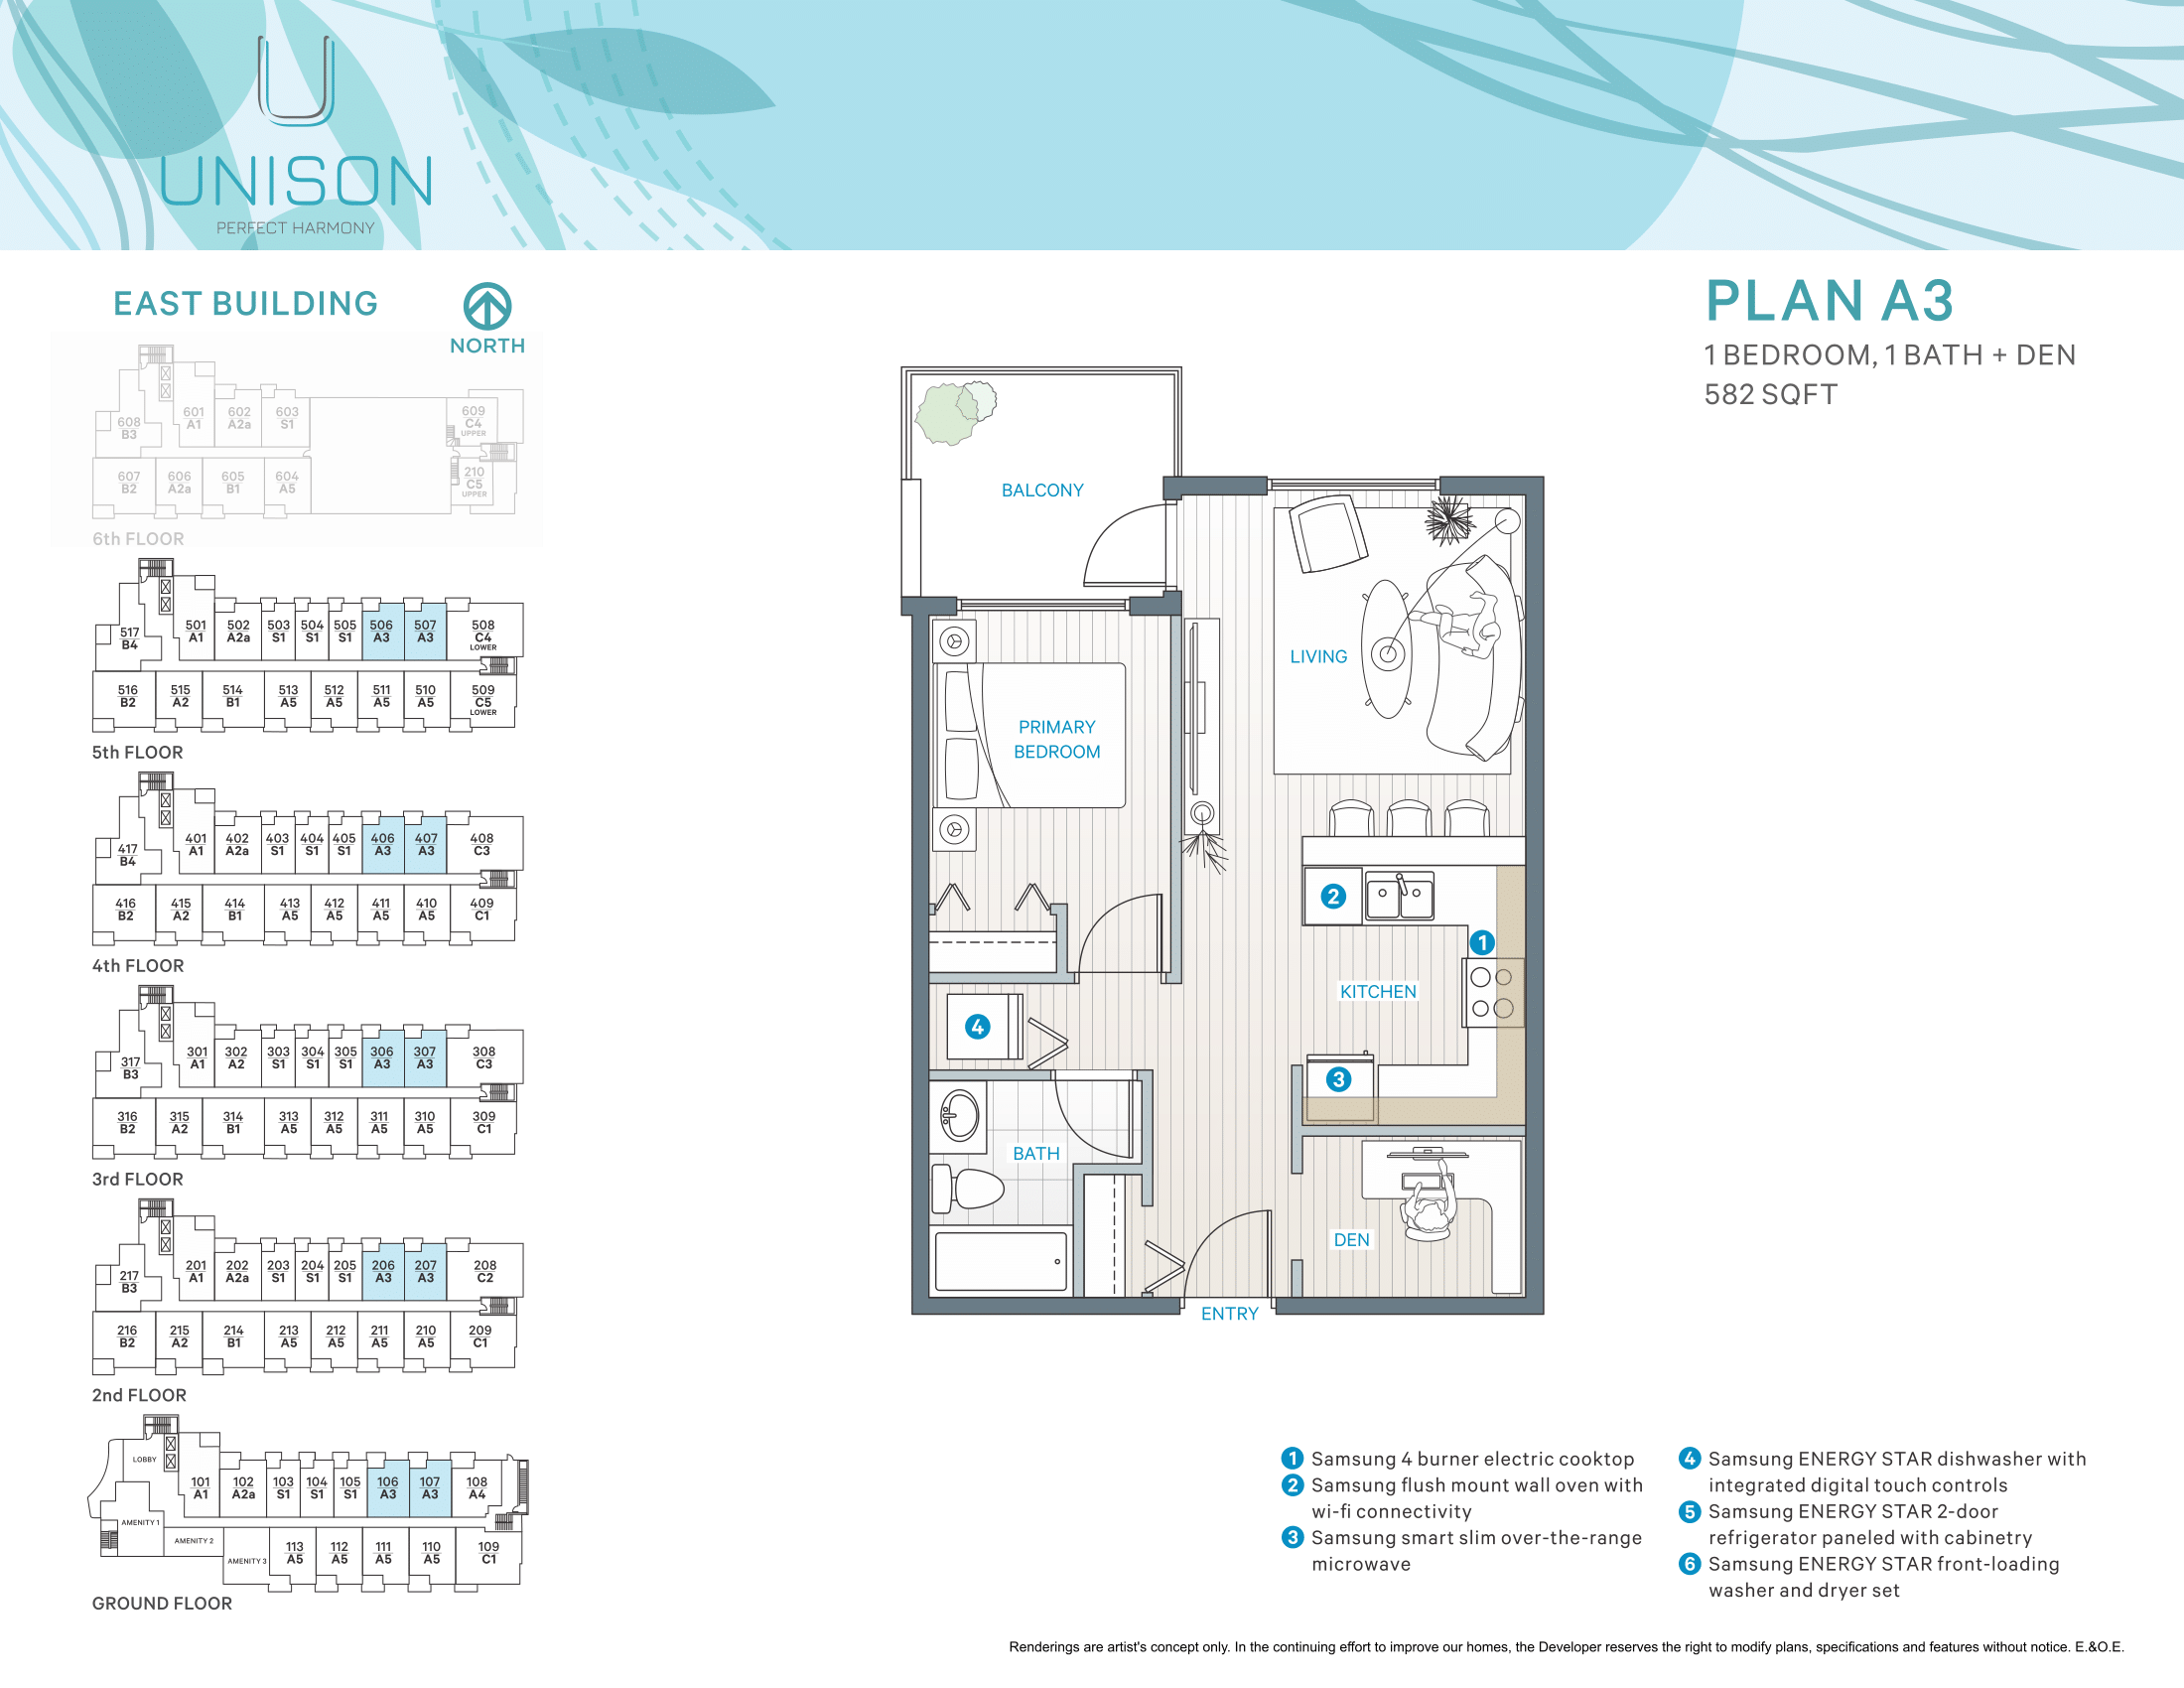 UNISON
PERFECT HARMONY
EAST BUILDING
NORTH
PLAN A3
1 BEDROOM, 1 BATH + DEN
582 SQFT
601 A1
602 A2a
603 S1
609 C4 UPPER
608 B3
607 B2
606 A2a
605 B1
604 A5
210 C5 UPPER
6th FLOOR
517 B4
501 A1
502 A2a
503 S1
504 S1
505 S1
506 A3
507 A3
508 C4 LOWER
516 B2
515 A2
514 B1
513 A5
512 A5
511 A5
510 A5
509 C5 LOWER
5th FLOOR
417 B4
401 A1
402 A2a
403 S1
404 S1
405 S1
406 A3
407 A3
408 C3
416 B2
415 A2
414 B1
413 A5
412 A5
411 A5
410 A5
409 C1
4th FLOOR
317 B3
301 A1
302 A2
303 S1
304 S1
305 S1
306 A3
307 A3
308 C3
316 B2
315 A2
314 B1
313 A5
312 A5
311 A5
310 A5
309 C1
3rd FLOOR
217 B3
201 A1
202 A2a
203 S1
204 S1
205 S1
206 A3
207 A3
208 C2
216 B2
215 A2
214 B1
213 A5
212 A5
211 A5
210 A5
209 C1
2nd FLOOR
LOBBY
101 A1
102 A2a
103 S1
104 S1
105 S1
106 A3
107 A3
108 A4
AMENITY 1
AMENITY 2
AMENITY 3
113 A5
112 A5
111 A5
110 A5
109 C1
GROUND FLOOR
BALCONY
LIVING
PRIMARY
BEDROOM
2
1
KITCHEN
4
3
BATH
DEN
ENTRY
1 Samsung 4 burner electric cooktop
2 Samsung flush mount wall oven with
wi-fi connectivity
3 Samsung smart slim over-the-range
microwave
4 Samsung ENERGY STAR dishwasher with
integrated digital touch controls
5 Samsung ENERGY STAR 2-door
refrigerator paneled with cabinetry
6 Samsung ENERGY STAR front-loading
washer and dryer set
Renderings are artist's concept only. In the continuing effort to improve our homes, the Developer reserves the right to modify plans, specifications and features without notice. E.&O.E.